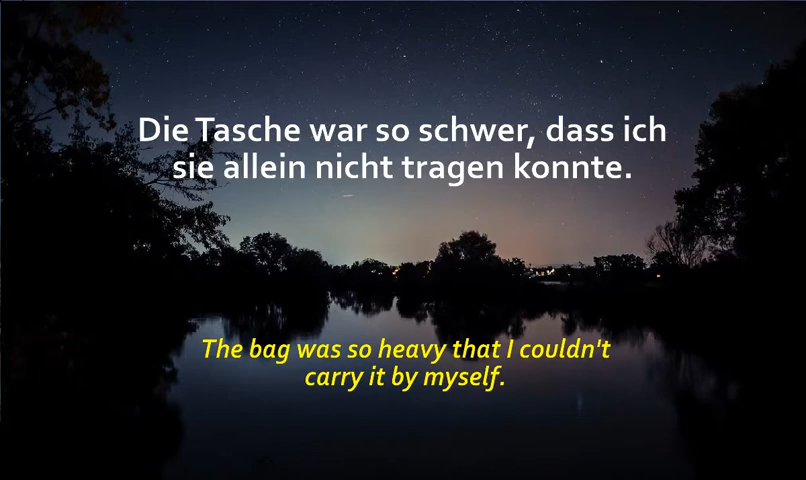 Die Tasche war so schwer, dass ich
sie allein nicht tragen konnte.
The bag was so heavy that I couldn't
carry it by myself.